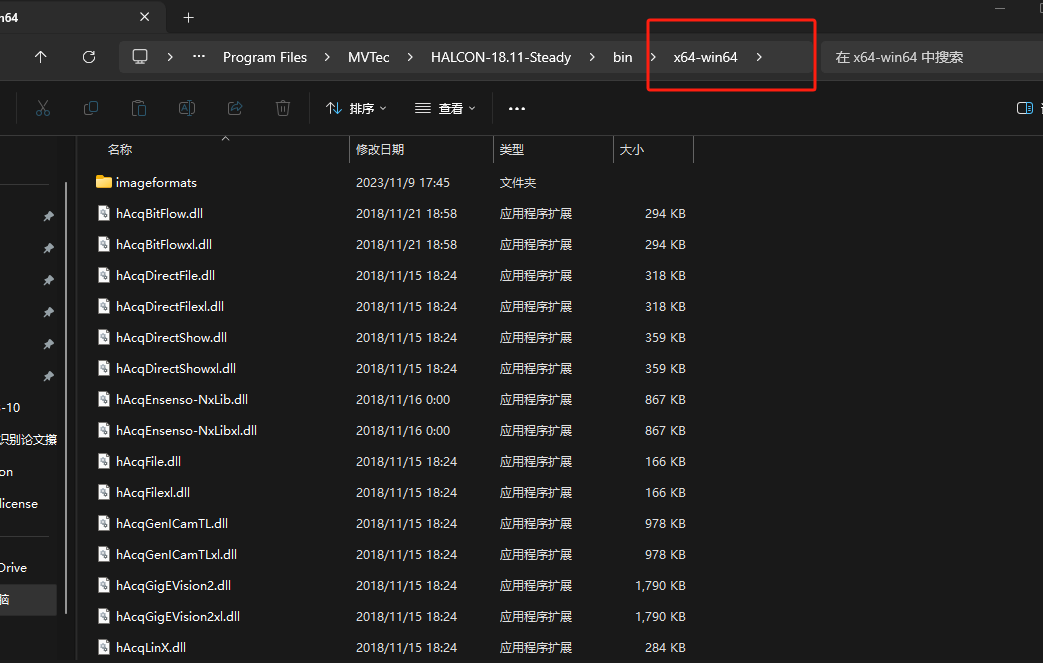 n64
Program Files MVTec HALCON-18.11-Steady bin x64-win64 在 x64-win64 中搜索
排序 查看
名称 修改日期 类型 大小
imageformats 2023/11/9 17:45 文件夹
hAcqBitFlow.dll 2018/11/21 18:58 应用程序扩展 294 KB
hAcqBitFlowxl.dll 2018/11/21 18:58 应用程序扩展 294 KB
hAcqDirectFile.dll 2018/11/15 18:24 应用程序扩展 318 KB
hAcqDirectFilexl.dll 2018/11/15 18:24 应用程序扩展 318 KB
hAcqDirectShow.dll 2018/11/15 18:24 应用程序扩展 359 KB
hAcqDirectShowxl.dll 2018/11/15 18:24 应用程序扩展 359 KB
hAcqEnsenso-NxLib.dll 2018/11/16 0:00 应用程序扩展 867 KB
-10
hAcqEnsenso-NxLibxl.dll 2018/11/16 0:00 应用程序扩展 867 KB
识别论文擦
hAcqFile.dll 2018/11/15 18:24 应用程序扩展 166 KB
on
hAcqFilexl.dll 2018/11/15 18:24 应用程序扩展 166 KB
license
hAcqGenICamTL.dll 2018/11/15 18:24 应用程序扩展 978 KB
hAcqGenICamTLxl.dll 2018/11/15 18:24 应用程序扩展 978 KB
Drive
hAcqGigEVision2.dll 2018/11/15 18:24 应用程序扩展 1,790 KB
脑
hAcqGigEVision2xl.dll 2018/11/15 18:24 应用程序扩展 1,790 KB
hAcqLinX.dll 2018/11/15 18:24 应用程序扩展 284 KB